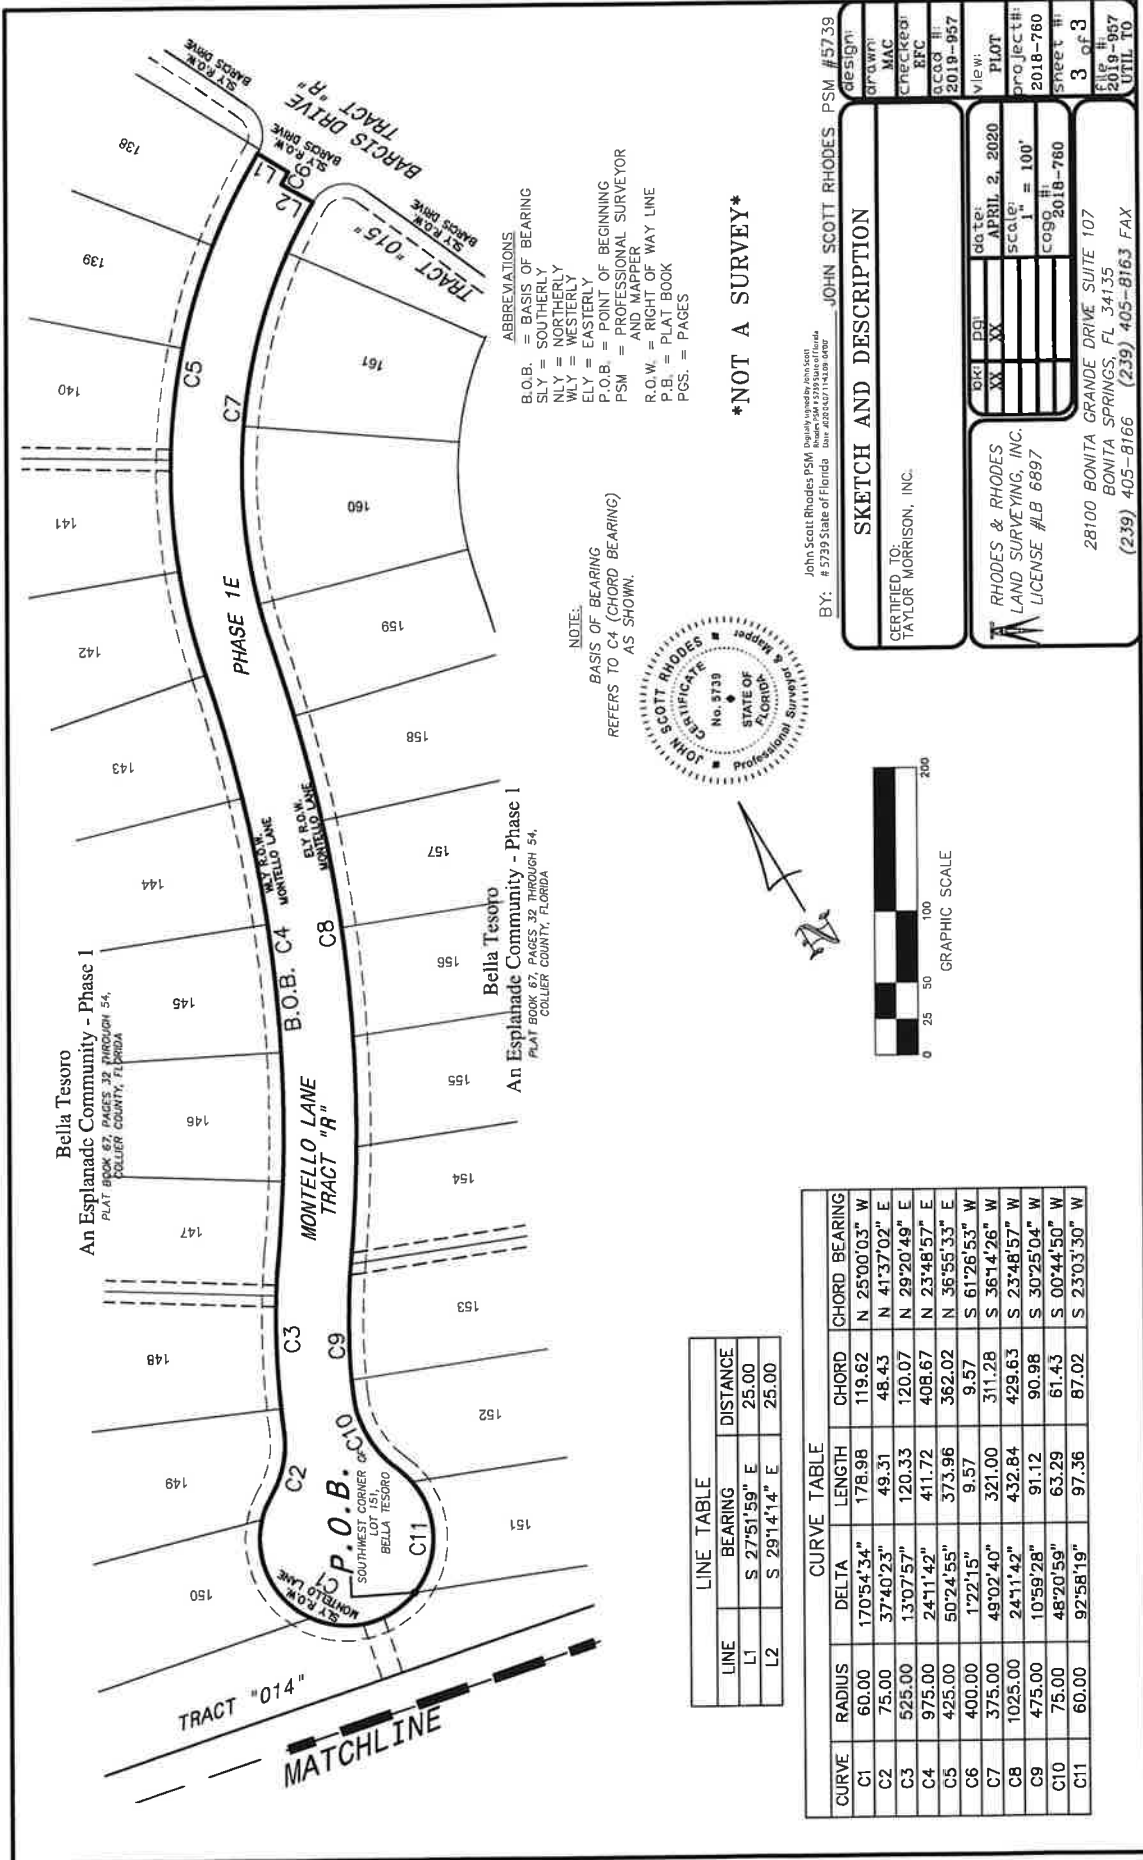 Bella Tesoro
An Esplanade Community - Phase 1
PLAT BOOK 67, PAGES 32 THROUGH 54,
COLLIER COUNTY, FLORIDA
150
149
148
147
146
145
144
143
142
141
140
139
138
TRACT "014"
MATCHLINE
SLY R.O.W.
MONTELLO LANE
C1
C2
C3
B.O.B. C4
WLY R.O.W.
MONTELLO LANE
C5
PHASE 1E
MONTELLO LANE
TRACT "R"
P.O.B.
SOUTHWEST CORNER OF
LOT 151,
BELLA TESORO
C11
C10
C9
C8
ELY R.O.W.
MONTELLO LANE
C7
L1
L2
SLY R.O.W.
BARCIS DRIVE
SLY R.O.W.
BARCIS DRIVE
BARCIS DRIVE
TRACT "R"
SLY R.O.W.
BARCIS DRIVE
TRACT "015"
151
152
153
154
155
156
157
158
159
160
161
Bella Tesoro
An Esplanade Community - Phase 1
PLAT BOOK 67, PAGES 32 THROUGH 54,
COLLIER COUNTY, FLORIDA
ABBREVIATIONS
B.O.B. = BASIS OF BEARING
SLY = SOUTHERLY
NLY = NORTHERLY
WLY = WESTERLY
ELY = EASTERLY
P.O.B. = POINT OF BEGINNING
PSM = PROFESSIONAL SURVEYOR
AND MAPPER
R.O.W. = RIGHT OF WAY LINE
P.B. = PLAT BOOK
PGS. = PAGES
NOTE:
BASIS OF BEARING
REFERS TO C4 (CHORD BEARING)
AS SHOWN.
*NOT A SURVEY*
LINE TABLE
LINE BEARING DISTANCE
L1 S 27°51'59" E 25.00
L2 S 29°14'14" E 25.00
CURVE TABLE
CURVE RADIUS DELTA LENGTH CHORD CHORD BEARING
C1 60.00 170°54'34" 178.98 119.62 N 25°00'03" W
C2 75.00 37°40'23" 49.31 48.43 N 41°37'02" E
C3 525.00 13°07'57" 120.33 120.07 N 29°20'49" E
C4 975.00 24°11'42" 411.72 408.67 N 23°48'57" E
C5 425.00 50°24'55" 373.96 362.02 N 36°55'33" E
C6 400.00 1°22'15" 9.57 9.57 S 61°26'53" W
C7 375.00 49°02'40" 321.00 311.28 S 36°14'26" W
C8 1025.00 24°11'42" 432.84 429.63 S 23°48'57" W
C9 475.00 10°59'28" 91.12 90.98 S 30°25'04" W
C10 75.00 48°20'59" 63.29 61.43 S 00°44'50" W
C11 60.00 92°58'19" 97.36 87.02 S 23°03'30" W
N
0 25 50 100 200
GRAPHIC SCALE
JOHN SCOTT RHODES
CERTIFICATE
No. 5739
STATE OF
FLORIDA
Professional Surveyor & Mapper
John Scott Rhodes PSM
# 5739 State of Florida
Digitally signed by John Scott
Rhodes PSM # 5739 State of Florida
BY: JOHN SCOTT RHODES PSM #5739
SKETCH AND DESCRIPTION
CERTIFIED TO:
TAYLOR MORRISON, INC.
RHODES & RHODES
LAND SURVEYING, INC.
LICENSE #LB 6897
28100 BONITA GRANDE DRIVE SUITE 107
BONITA SPRINGS, FL 34135
(239) 405-8166 (239) 405-8163 FAX
bk: pg:
XX XX
date:
APRIL 2, 2020
scale:
1" = 100'
cogo #:
2018-760
design:
drawn:
MAC
checked:
EFC
acad #:
2019-957
view:
PLOT
project#:
2018-760
sheet #:
3 of 3
file #:
2019-957
UTIL TO